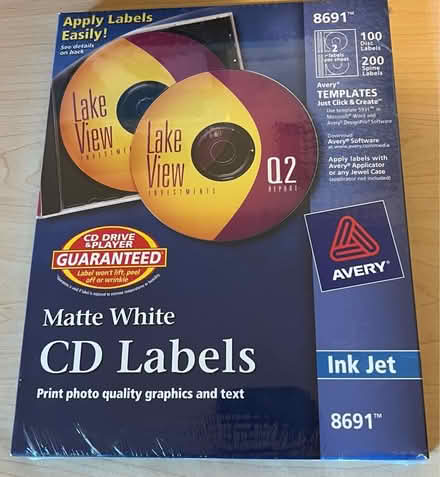 Apply Labels
Easily!
See details
on back
Lake
View
INVESTMENTS
Lake
View
INVESTMENTS
Q2
REPORT
8691™
2
labels
per sheet
100
Disc
Labels
200
Spine
Labels
Avery®
TEMPLATES
Just Click & Create™
Use template 5931™ in
Microsoft® Word and
Avery® DesignPro® Software
Download
Avery® Software
at www.avery.com/media
Apply labels with
Avery® Applicator
or any Jewel Case
(applicator not included)
AVERY
CD DRIVE
& PLAYER
GUARANTEED*
Label won't lift, peel
off or wrinkle
Matte White
CD Labels
Print photo quality graphics and text
Ink Jet
8691™